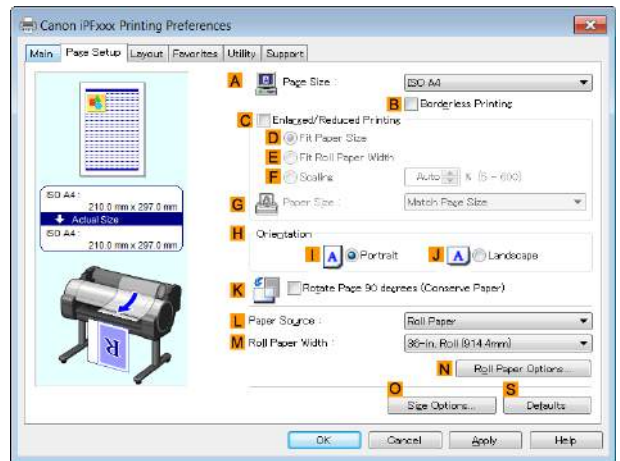 Canon iPFxxx Printing Preferences
Main Page Setup Layout Favorites Utility Support
A Page Size : ISO A4
B Borderless Printing
C Enlarged/Reduced Printing
D Fit Paper Size
E Fit Roll Paper Width
F Scaling Auto % (5 - 600)
G Paper Size : Match Page Size
ISO A4 :
210.0 mm x 297.0 mm
Actual Size
ISO A4 :
210.0 mm x 297.0 mm
H Orientation
I A Portrait J A Landscape
K Rotate Page 90 degrees (Conserve Paper)
L Paper Source : Roll Paper
M Roll Paper Width : 36-in. Roll (914.4mm)
N Roll Paper Options...
O S
Size Options... Defaults
R
OK Cancel Apply Help